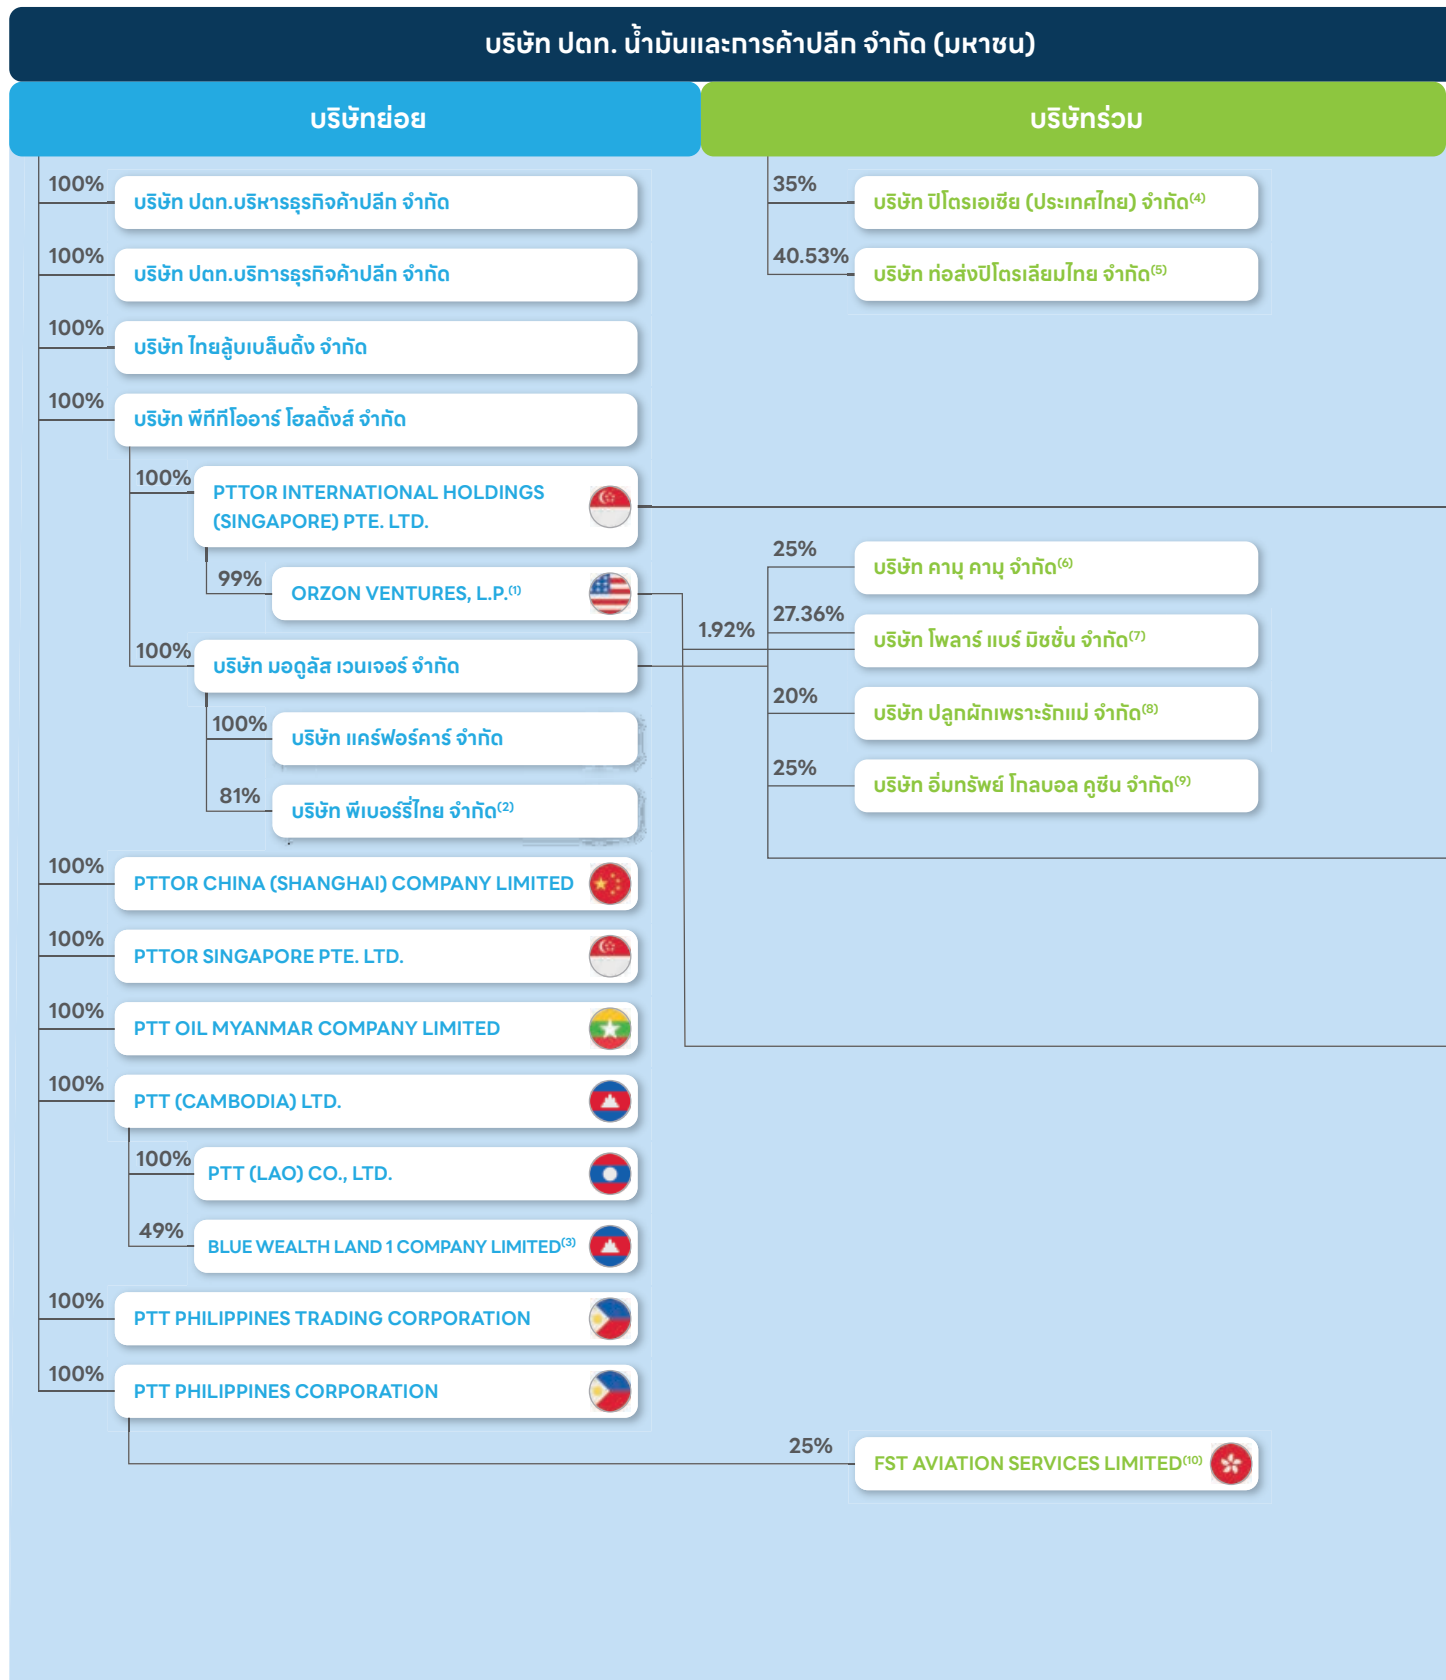 บริษัท ปตท. น้ำมันและการค้าปลีก จำกัด (มหาชน)
บริษัทย่อย
บริษัทร่วม
100%
บริษัท ปตท.บริหารธุรกิจค้าปลีก จำกัด
100%
บริษัท ปตท.บริการธุรกิจค้าปลีก จำกัด
100%
บริษัท ไทยลู้บเบล็นดิ้ง จำกัด
100%
บริษัท พีทีทีโออาร์ โฮลดิ้งส์ จำกัด
100%
PTTOR INTERNATIONAL HOLDINGS
(SINGAPORE) PTE. LTD.
99%
ORZON VENTURES, L.P.(1)
100%
บริษัท มอดูลัส เวนเจอร์ จำกัด
100%
บริษัท แคร์ฟอร์คาร์ จำกัด
81%
บริษัท พีเบอร์รี่ไทย จำกัด(2)
100%
PTTOR CHINA (SHANGHAI) COMPANY LIMITED
100%
PTTOR SINGAPORE PTE. LTD.
100%
PTT OIL MYANMAR COMPANY LIMITED
100%
PTT (CAMBODIA) LTD.
100%
PTT (LAO) CO., LTD.
49%
BLUE WEALTH LAND 1 COMPANY LIMITED(3)
100%
PTT PHILIPPINES TRADING CORPORATION
100%
PTT PHILIPPINES CORPORATION
35%
บริษัท ปิโตรเอเซีย (ประเทศไทย) จำกัด(4)
40.53%
บริษัท ท่อส่งปิโตรเลียมไทย จำกัด(5)
25%
บริษัท คามุ คามุ จำกัด(6)
27.36%
1.92%
บริษัท โพลาร์ แบร์ มิชชั่น จำกัด(7)
20%
บริษัท ปลูกผักเพราะรักแม่ จำกัด(8)
25%
บริษัท อิ่มทรัพย์ โกลบอล คูซีน จำกัด(9)
25%
FST AVIATION SERVICES LIMITED(10)